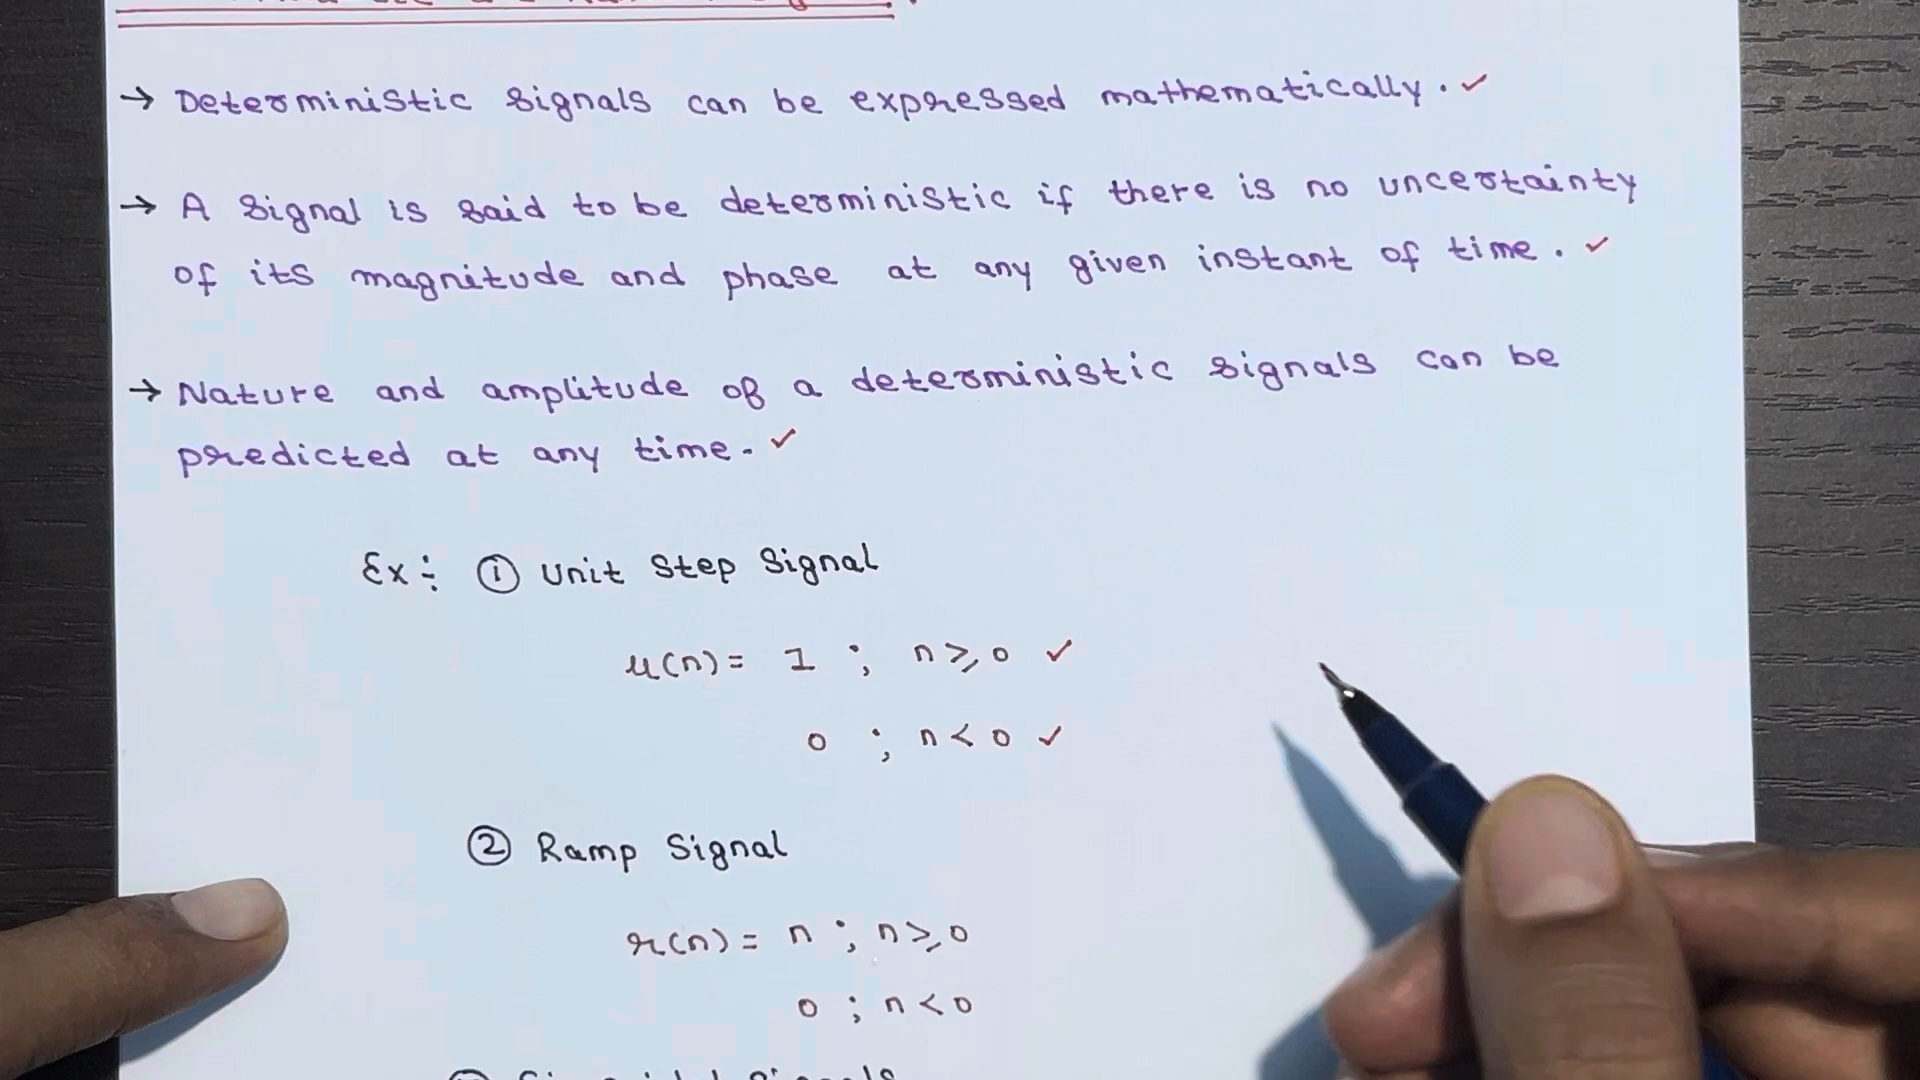 → Deterministic signals can be expressed mathematically. ✓
→ A signal is said to be deterministic if there is no uncertainty
of its magnitude and phase at any given instant of time. ✓
→ Nature and amplitude of a deterministic signals can be
predicted at any time. ✓
Ex: ① Unit Step Signal
u(n) = 1 ; n ≥ 0 ✓
0 ; n < 0 ✓
② Ramp Signal
r(n) = n ; n ≥ 0
0 ; n < 0